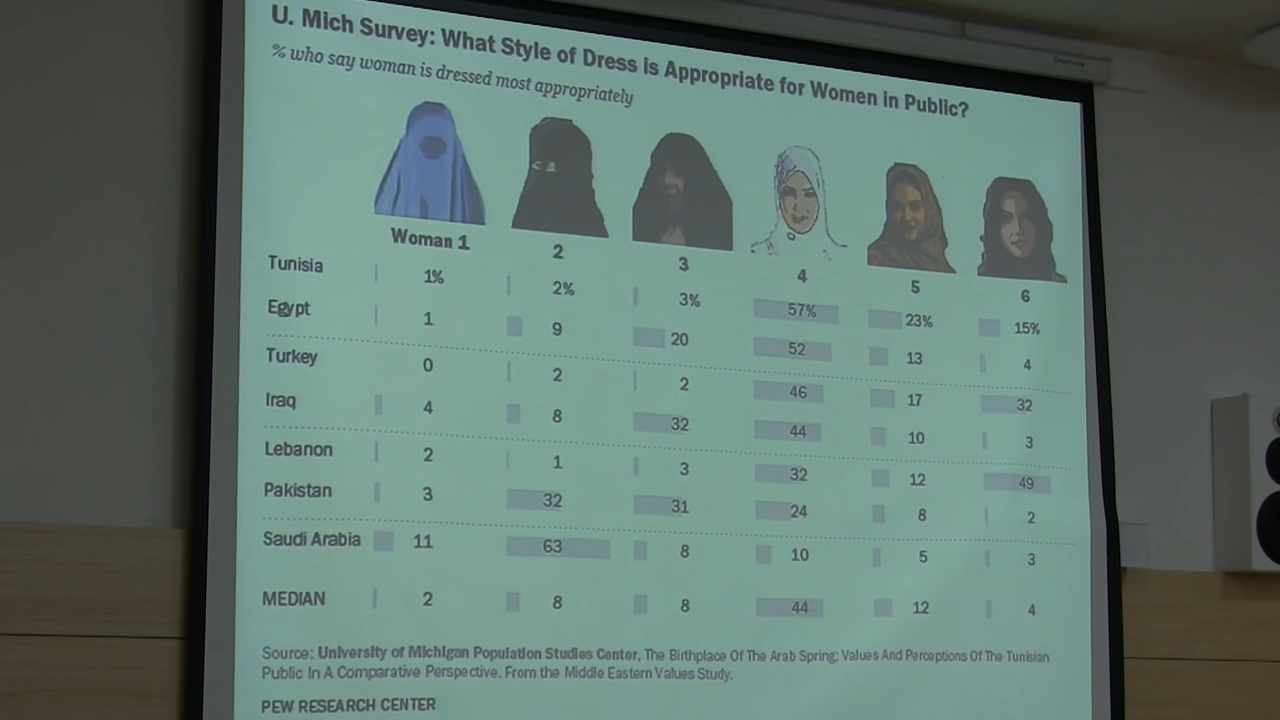 U. Mich Survey: What Style of Dress is Appropriate for Women in Public?
% who say woman is dressed most appropriately
Woman 1 2 3 4 5 6
Tunisia 1% 2% 3% 57% 23% 15%
Egypt 1 9 20 52 13 4
Turkey 0 2 2 46 17 32
Iraq 4 8 32 44 10 3
Lebanon 2 1 3 32 12 49
Pakistan 3 32 31 24 8 2
Saudi Arabia 11 63 8 10 5 3
MEDIAN 2 8 8 44 12 4
Source: University of Michigan Population Studies Center, The Birthplace Of The Arab Spring: Values And Perceptions Of The Tunisian
Public In A Comparative Perspective. From the Middle Eastern Values Study.
PEW RESEARCH CENTER